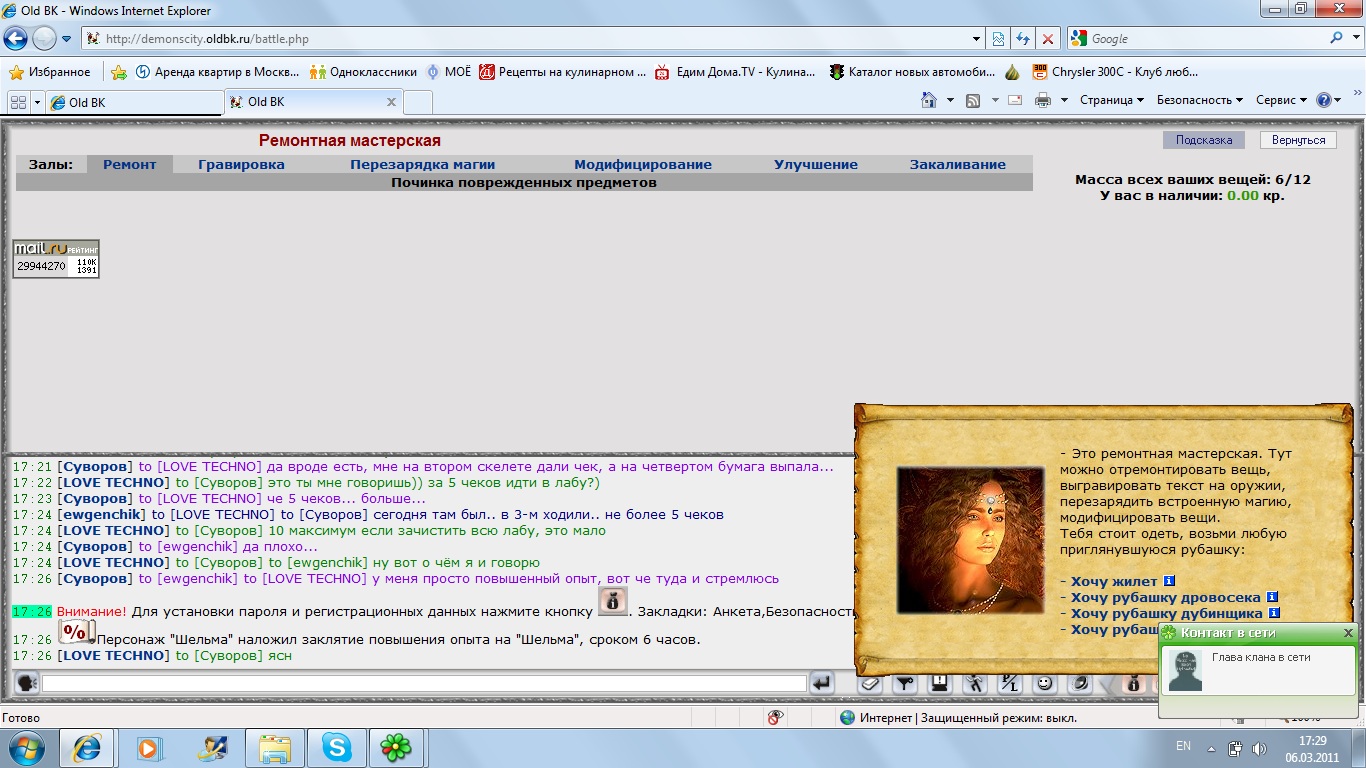 Old BK - Windows Internet Explorer
http://demonscity.oldbk.ru/battle.php
Google
Избранное
Аренда квартир в Москв...
Одноклассники
МОЁ
Рецепты на кулинарном ...
Едим Дома.TV - Кулина...
Каталог новых автомоби...
Chrysler 300C - Клуб люб...
Old BK
Old BK
Страница
Безопасность
Сервис
Ремонтная мастерская
Подсказка
Вернуться
Залы: Ремонт Гравировка Перезарядка магии Модифицирование Улучшение Закаливание
Починка поврежденных предметов
Масса всех ваших вещей: 6/12
У вас в наличии: 0.00 кр.
mail.ru РЕЙТИНГ
29944270 110K
1391
17:21 [Суворов] to [LOVE TECHNO] да вроде есть, мне на втором скелете дали чек, а на четвертом бумага выпала...
17:22 [LOVE TECHNO] to [Суворов] это ты мне говоришь)) за 5 чеков идти в лабу?)
17:23 [Суворов] to [LOVE TECHNO] че 5 чеков... больше...
17:24 [ewgenchik] to [LOVE TECHNO] to [Суворов] сегодня там был.. в 3-м ходили.. не более 5 чеков
17:24 [LOVE TECHNO] to [Суворов] 10 максимум если зачистить всю лабу, это мало
17:24 [Суворов] to [ewgenchik] да плохо...
17:24 [LOVE TECHNO] to [Суворов] to [ewgenchik] ну вот о чём я и говорю
17:26 [Суворов] to [ewgenchik] to [LOVE TECHNO] у меня просто повышенный опыт, вот че туда и стремлюсь
17:26 Внимание! Для установки пароля и регистрационных данных нажмите кнопку . Закладки: Анкета,Безопасность
17:26 % Персонаж "Шельма" наложил заклятие повышения опыта на "Шельма", сроком 6 часов.
17:26 [LOVE TECHNO] to [Суворов] ясн
- Это ремонтная мастерская. Тут
можно отремонтировать вещь,
выгравировать текст на оружии,
перезарядить встроенную магию,
модифицировать вещи.
Тебя стоит одеть, возьми любую
приглянувшуюся рубашку:
- Хочу жилет
- Хочу рубашку дровосека
- Хочу рубашку дубинщика
- Хочу рубаш
Контакт в сети
Глава клана в сети
Готово
Интернет | Защищенный режим: выкл.
EN
17:29
06.03.2011